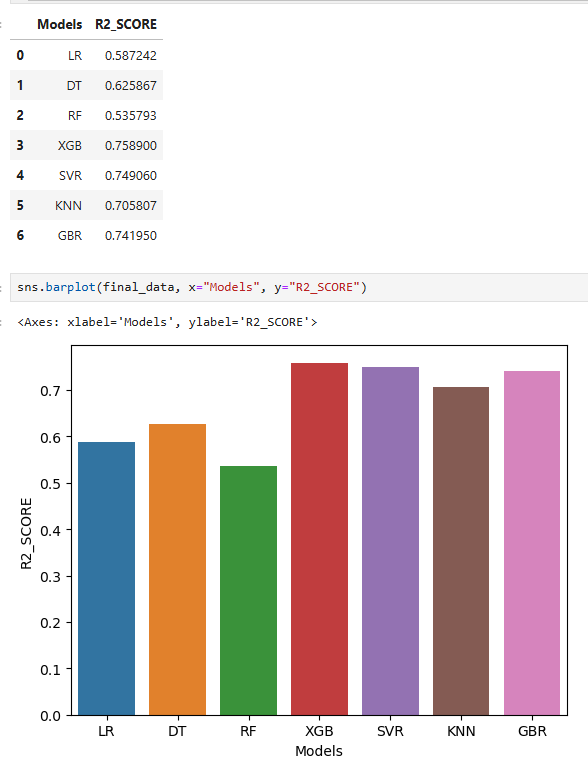 Models R2_SCORE
0 LR 0.587242
1 DT 0.625867
2 RF 0.535793
3 XGB 0.758900
4 SVR 0.749060
5 KNN 0.705807
6 GBR 0.741950
sns.barplot(final_data, x="Models", y="R2_SCORE")
<Axes: xlabel='Models', ylabel='R2_SCORE'>
0.7
0.6
0.5
0.4
0.3
0.2
0.1
0.0
R2_SCORE
LR DT RF XGB SVR KNN GBR
Models